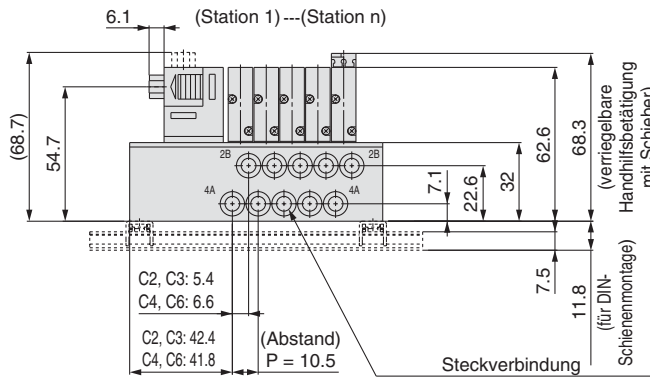 6.1
(Station 1)---(Station n)
(68.7)
54.7
2B
2B
4A
4A
7.1
22.6
32
62.6
68.3
(verriegelbare
Handhilfsbetätigung
mit Schieber)
7.5
11.8
(für DIN-
Schienenmontage)
C2, C3: 5.4
C4, C6: 6.6
C2, C3: 42.4
C4, C6: 41.8
(Abstand)
P = 10.5
Steckverbindung